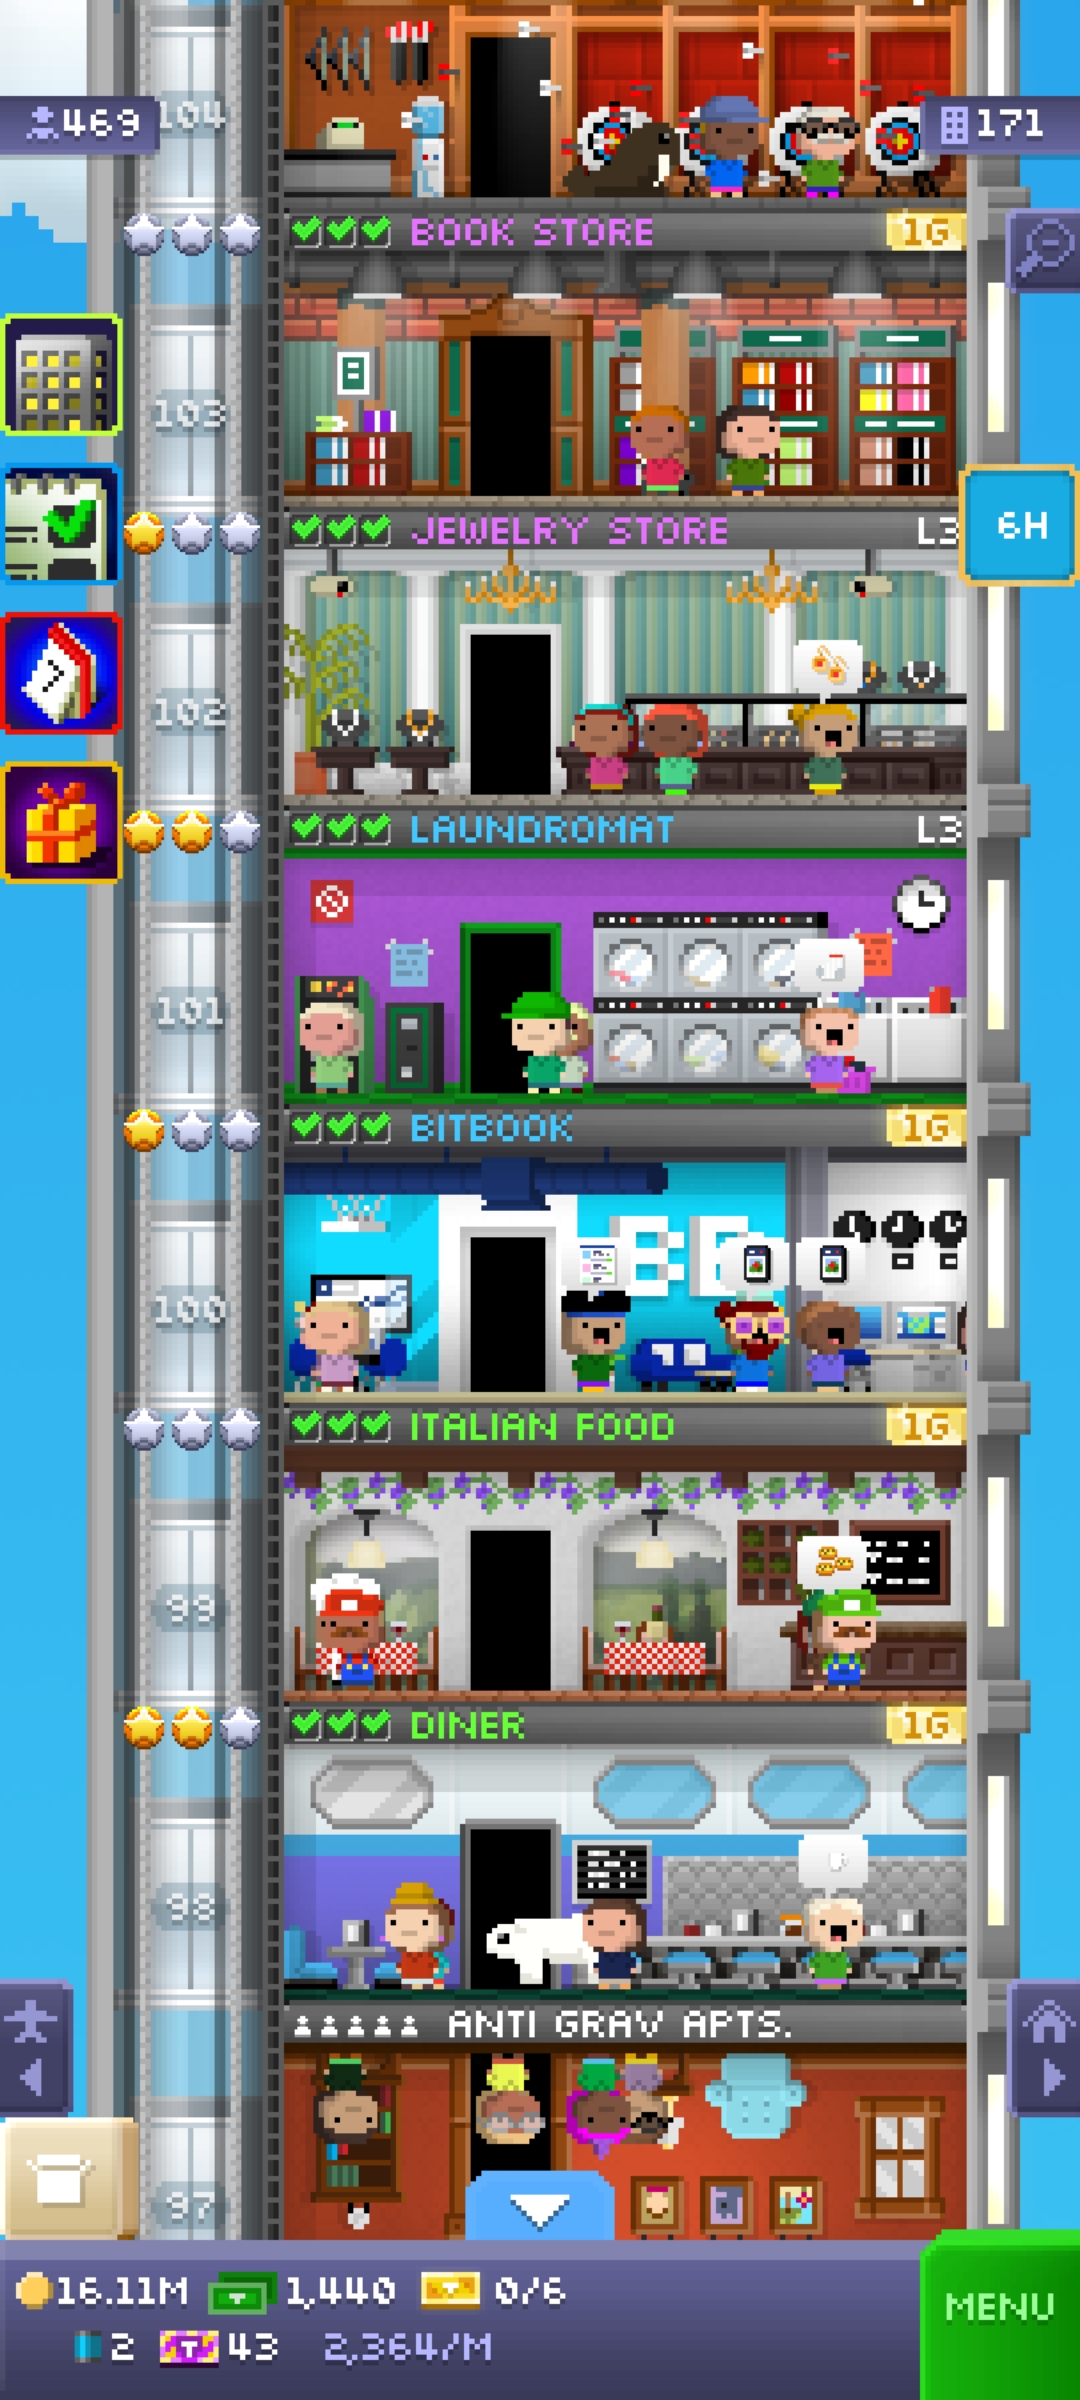 104
469
171
BOOK STORE
1G
103
6H
JEWELRY STORE
L3
102
LAUNDROMAT
L3
101
BITBOOK
1G
100
ITALIAN FOOD
1G
99
DINER
1G
98
ANTI GRAV APTS.
97
16.11M
1,440
0/6
2
43
2,364/M
MENU